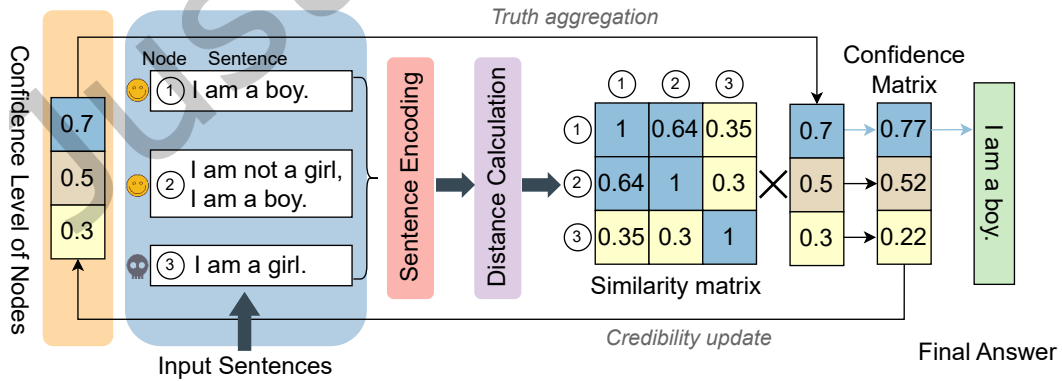 Truth aggregation
Confidence Level of Nodes
0.7
0.5
0.3
Node Sentence
1 I am a boy.
2 I am not a girl,
I am a boy.
3 I am a girl.
Input Sentences
Sentence Encoding
Distance Calculation
1 2 3
1 1 0.64 0.35
2 0.64 1 0.3
3 0.35 0.3 1
Similarity matrix
×
0.7
0.5
0.3
Confidence
Matrix
0.77
0.52
0.22
I am a boy.
Credibility update
Final Answer